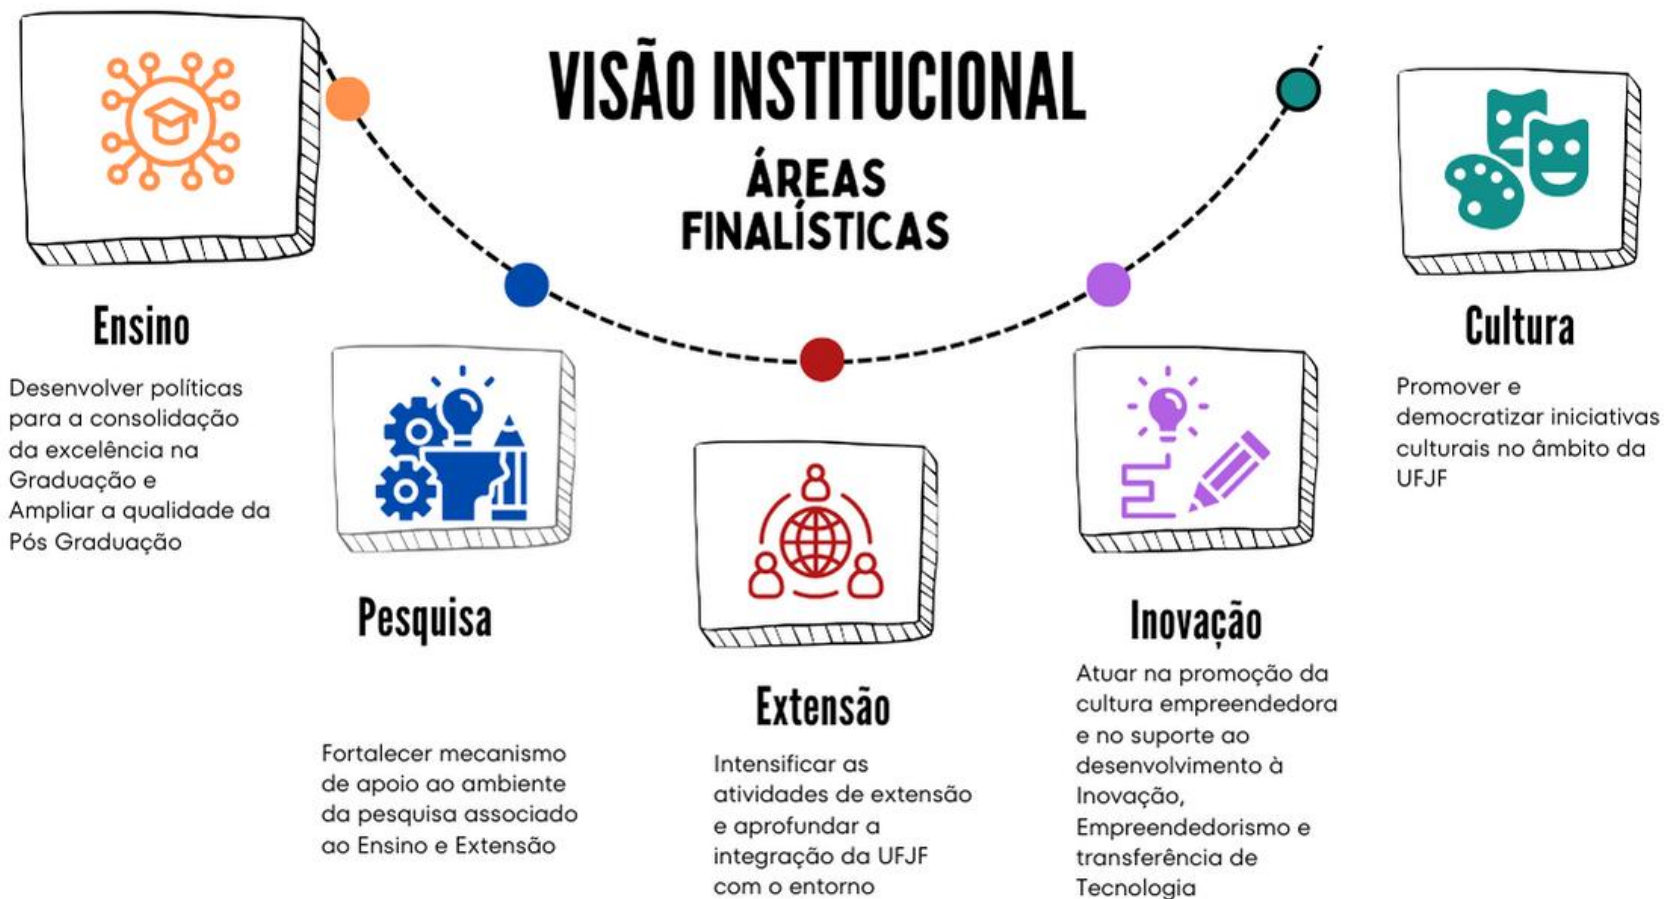 VISÃO INSTITUCIONAL
ÁREAS
FINALÍSTICAS
Ensino
Desenvolver políticas
para a consolidação
da excelência na
Graduação e
Ampliar a qualidade da
Pós Graduação
Pesquisa
Fortalecer mecanismo
de apoio ao ambiente
da pesquisa associado
ao Ensino e Extensão
Extensão
Intensificar as
atividades de extensão
e aprofundar a
integração da UFJF
com o entorno
Inovação
Atuar na promoção da
cultura empreendedora
e no suporte ao
desenvolvimento à
Inovação,
Empreendedorismo e
transferência de
Tecnologia
Cultura
Promover e
democratizar iniciativas
culturais no âmbito da
UFJF